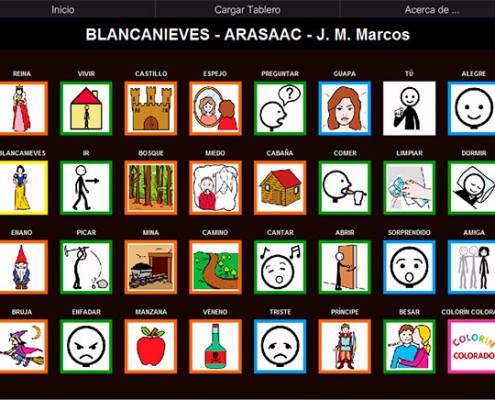 Inicio Cargar Tablero Acerca de ...
BLANCANIEVES - ARASAAC - J. M. Marcos
REINA VIVIR CASTILLO ESPEJO PREGUNTAR GUAPA TÚ ALEGRE
BLANCANIEVES IR BOSQUE MIEDO CABAÑA COMER LIMPIAR DORMIR
ENANO PICAR MINA CAMINO CANTAR ABRIR SORPRENDIDO AMIGA
BRUJA ENFADAR MANZANA VENENO TRISTE PRÍNCIPE BESAR COLORÍN COLORA
COLORIN
COLORADO